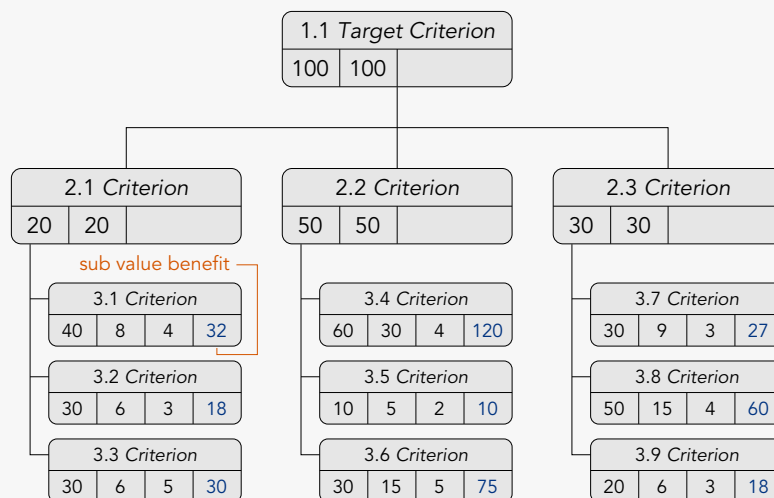 1.1 Target Criterion
100 100
2.1 Criterion
20 20
sub value benefit
3.1 Criterion
40 8 4 32
3.2 Criterion
30 6 3 18
3.3 Criterion
30 6 5 30
2.2 Criterion
50 50
3.4 Criterion
60 30 4 120
3.5 Criterion
10 5 2 10
3.6 Criterion
30 15 5 75
2.3 Criterion
30 30
3.7 Criterion
30 9 3 27
3.8 Criterion
50 15 4 60
3.9 Criterion
20 6 3 18